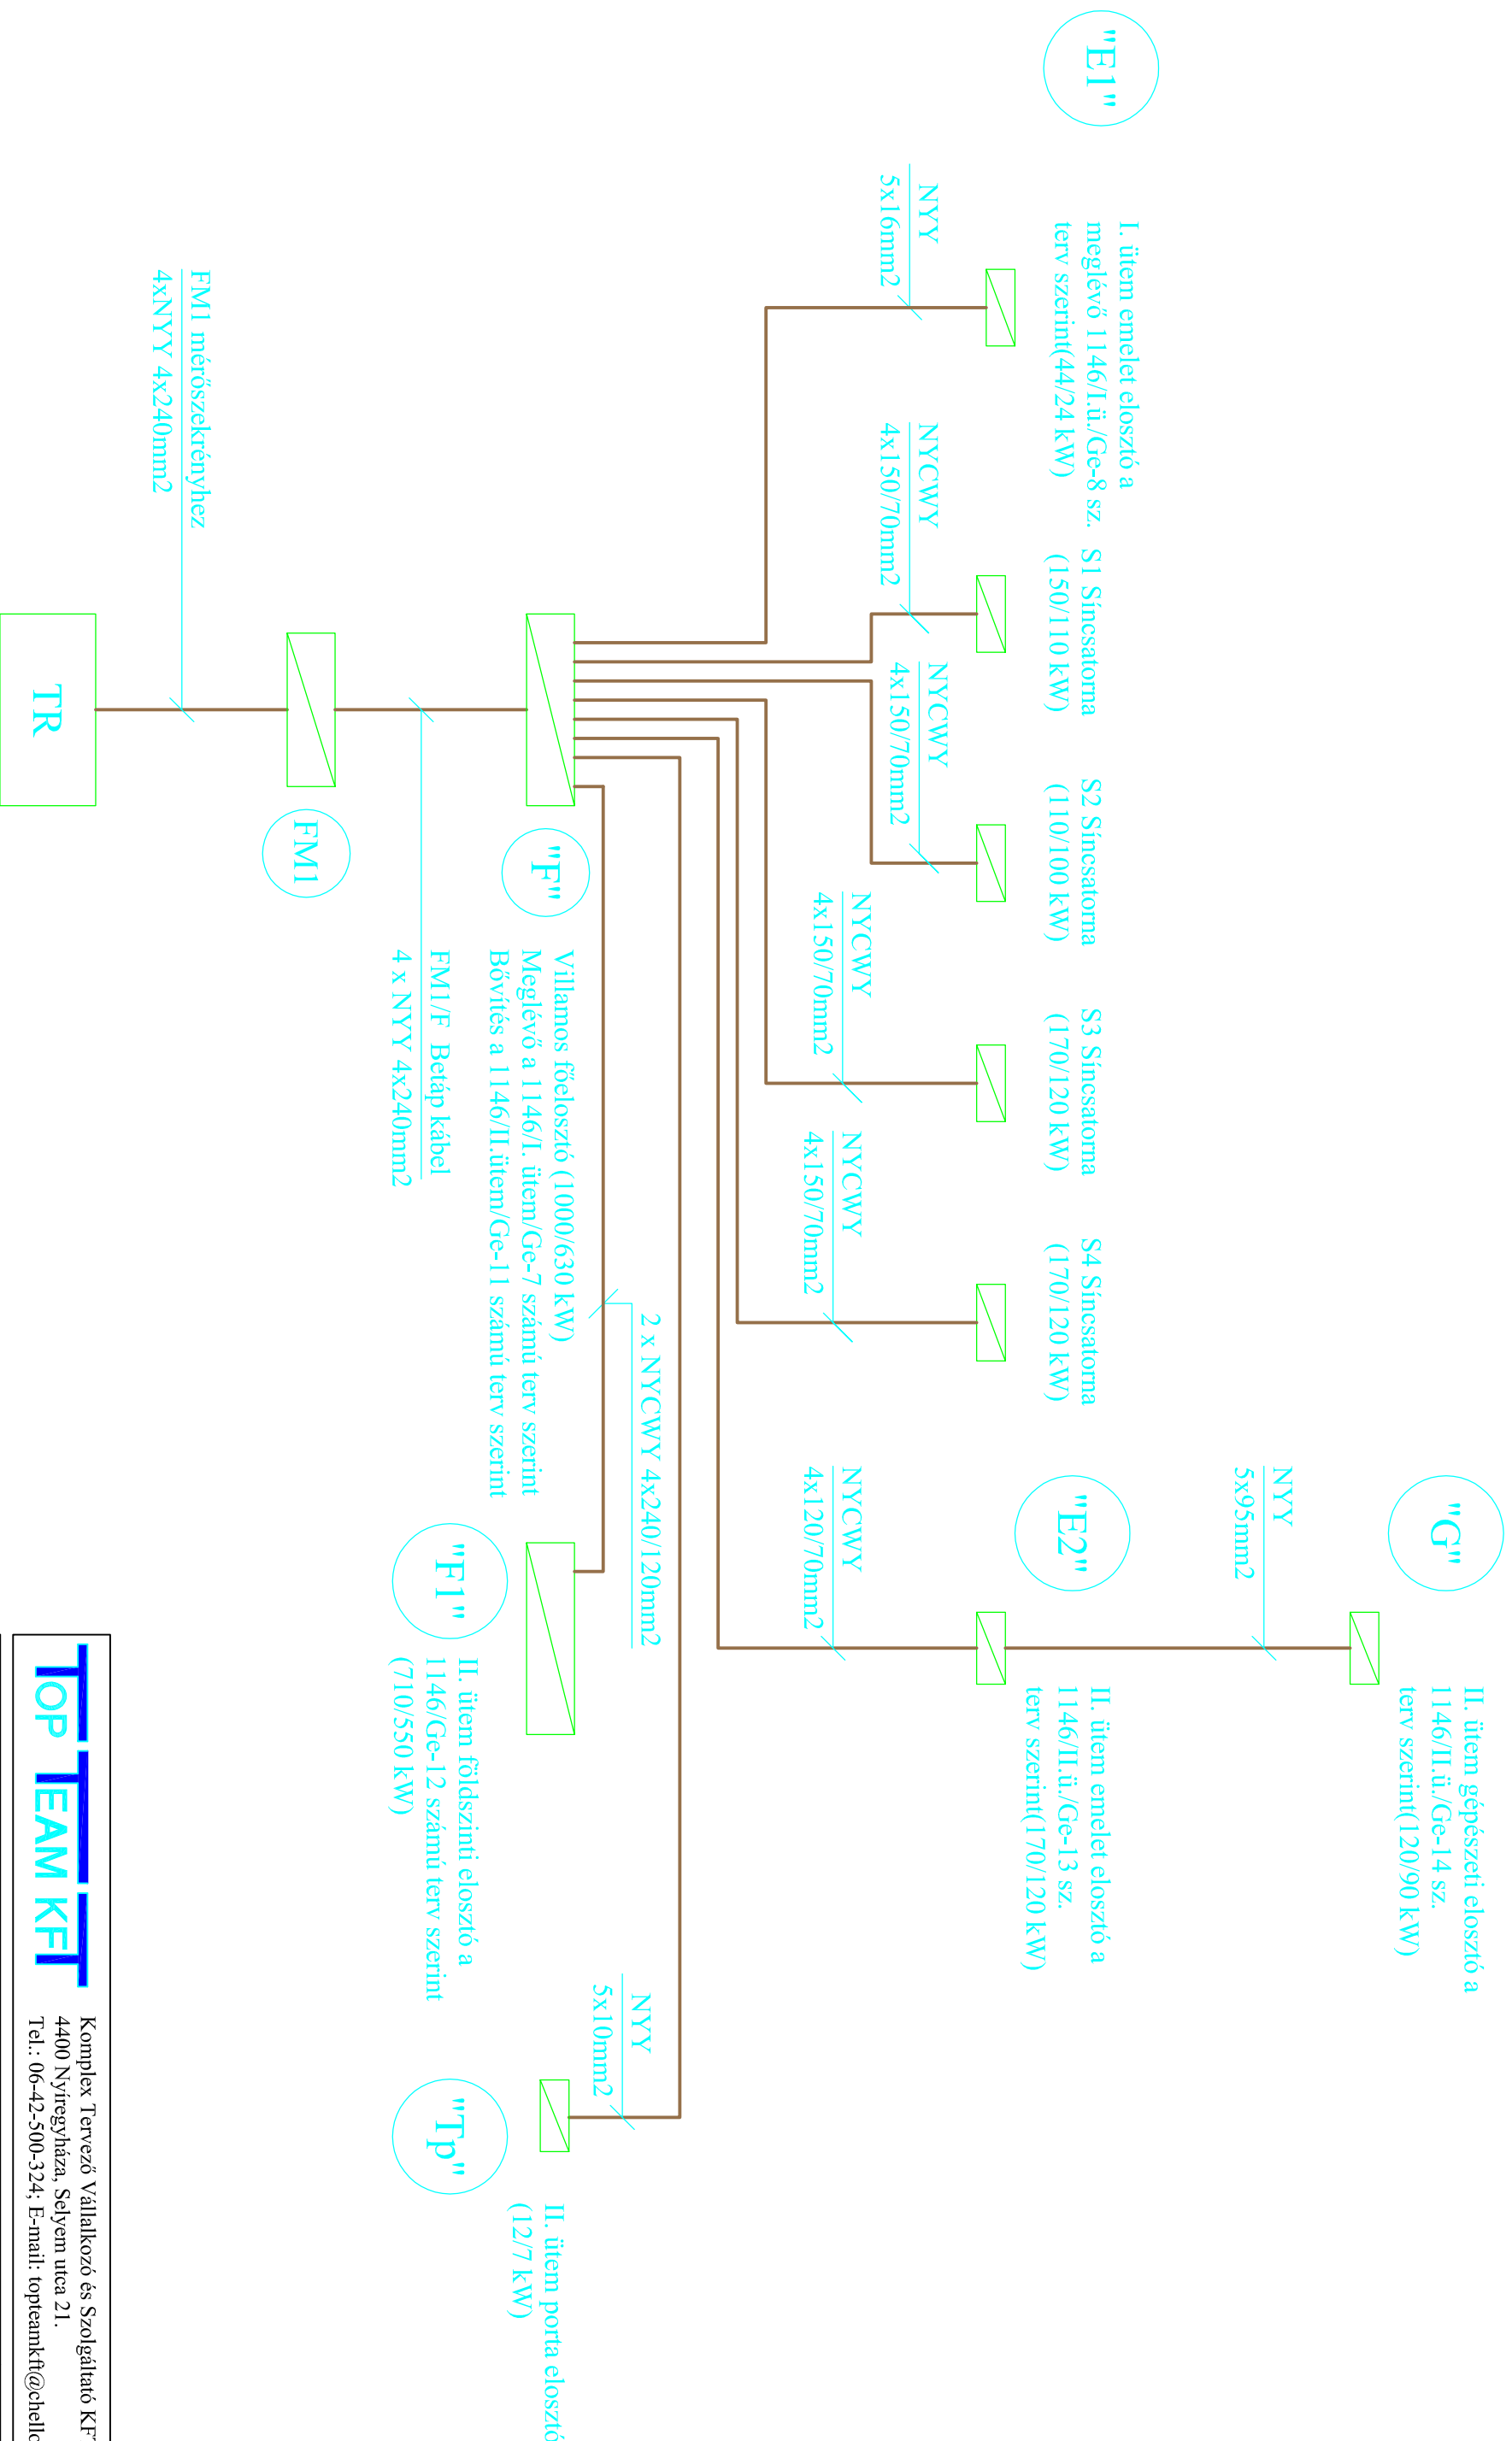 "G"
II. ütem gépészeti elosztó a
1146/II.ü./Ge-14 sz.
terv szerint(120/90 kW)
NYY
5x95mm2
"E1"
I. ütem emelet elosztó a
meglévő 1146/I.ü./Ge-8 sz.
terv szerint(44/24 kW)
S1 Síncsatorna
(150/110 kW)
S2 Síncsatorna
(110/100 kW)
S3 Síncsatorna
(170/120 kW)
S4 Síncsatorna
(170/120 kW)
"E2"
II. ütem emelet elosztó a
1146/II.ü./Ge-13 sz.
terv szerint(170/120 kW)
NYY
5x16mm2
NYCWY
4x150/70mm2
NYCWY
4x150/70mm2
NYCWY
4x150/70mm2
NYCWY
4x150/70mm2
NYCWY
4x120/70mm2
2 x NYCWY 4x240/120mm2
NYY
5x10mm2
"F"
Villamos főelosztó (1000/630 kW)
Meglévő a 1146/I. ütem/Ge-7 számú terv szerint
Bővítés a 1146/II.ütem/Ge-11 számú terv szerint
"F1"
II. ütem földszinti elosztó a
1146/Ge-12 számú terv szerint
(710/550 kW)
"Tp"
II. ütem porta elosztó
(12/7 kW)
FM1/F Betáp kábel
4 x NYY 4x240mm2
FM1
FM1 mérőszekrényhez
4xNYY 4x240mm2
TR
TOP TEAM KFT
Komplex Tervező Vállalkozó és Szolgáltató KF
4400 Nyíregyháza, Selyem utca 21.
Tel.: 06-42-500-324; E-mail: topteamkft@chello